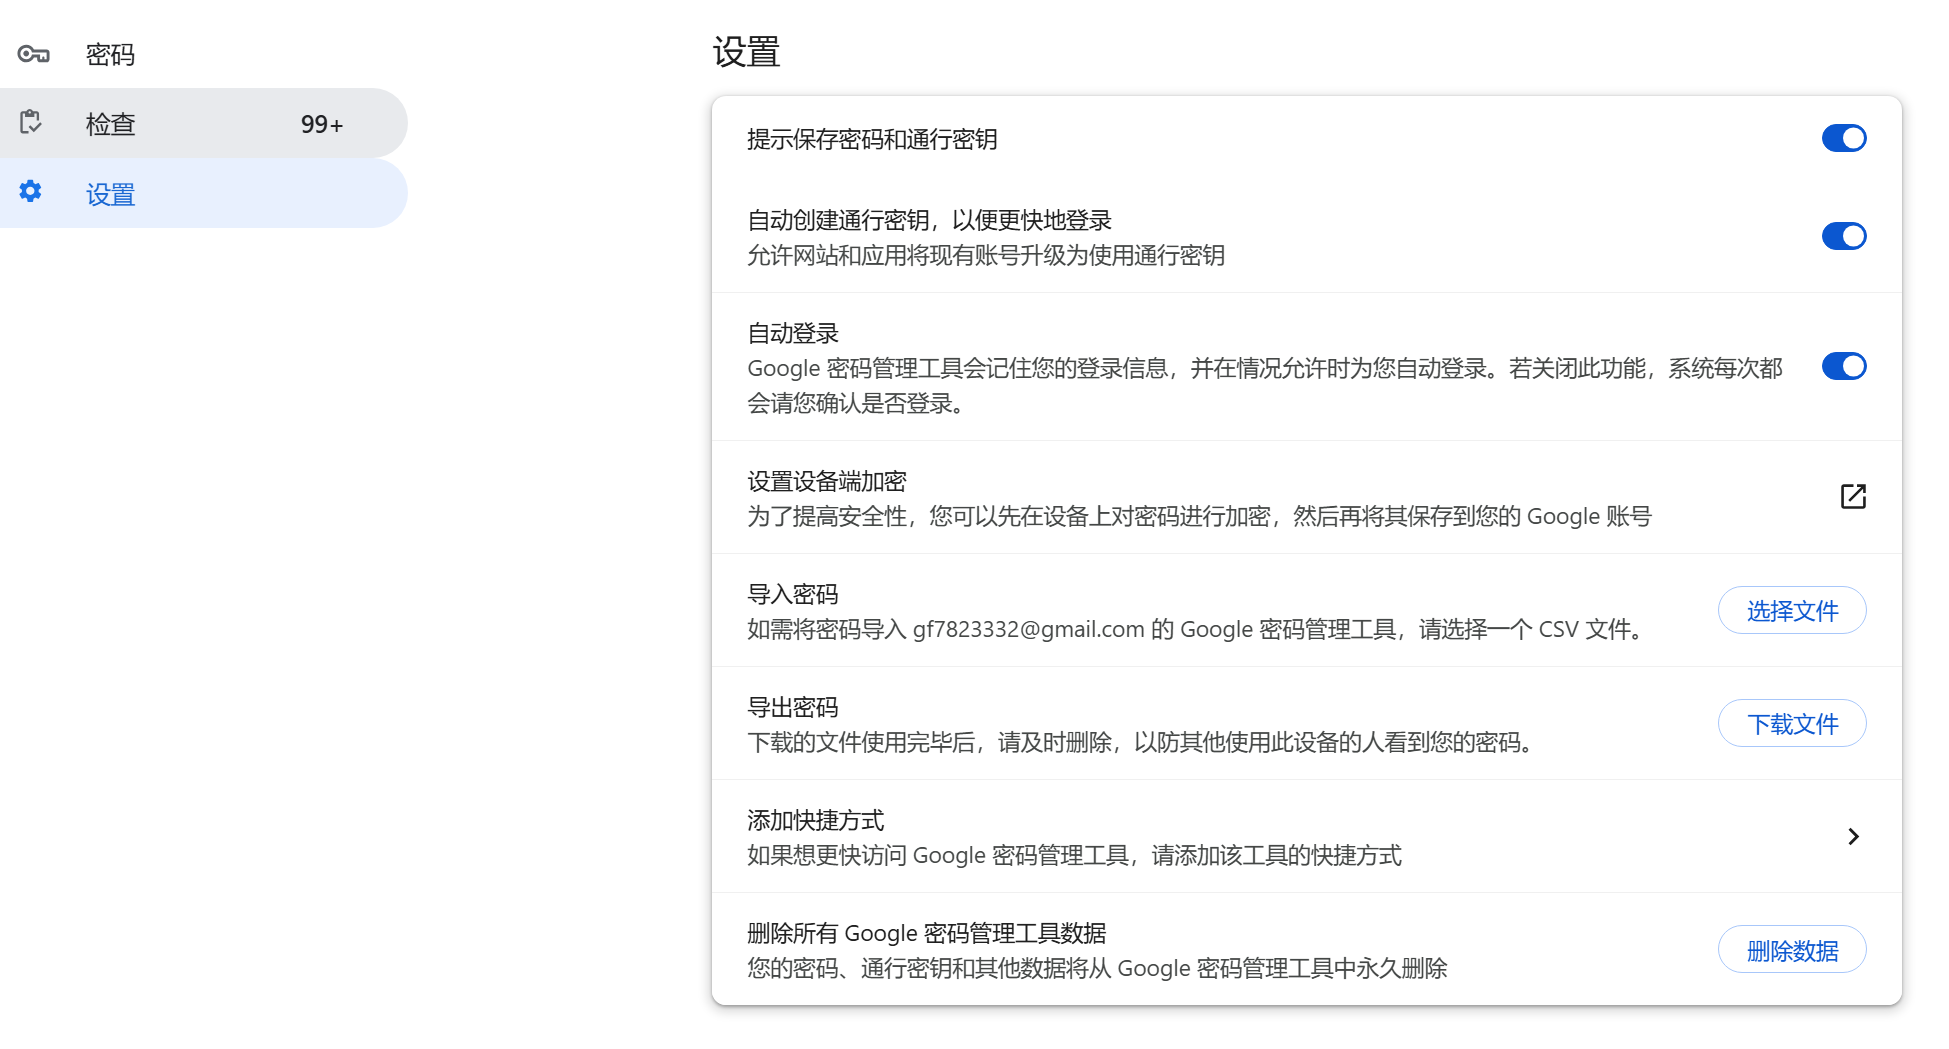 密码
检查 99+
设置
设置
提示保存密码和通行密钥
自动创建通行密钥，以便更快地登录
允许网站和应用将现有账号升级为使用通行密钥
自动登录
Google 密码管理工具会记住您的登录信息，并在情况允许时为您自动登录。若关闭此功能，系统每次都
会请您确认是否登录。
设置设备端加密
为了提高安全性，您可以先在设备上对密码进行加密，然后再将其保存到您的 Google 账号
导入密码
如需将密码导入 gf7823332@gmail.com 的 Google 密码管理工具，请选择一个 CSV 文件。
选择文件
导出密码
下载的文件使用完毕后，请及时删除，以防其他使用此设备的人看到您的密码。
下载文件
添加快捷方式
如果想更快访问 Google 密码管理工具，请添加该工具的快捷方式
删除所有 Google 密码管理工具数据
您的密码、通行密钥和其他数据将从 Google 密码管理工具中永久删除
删除数据